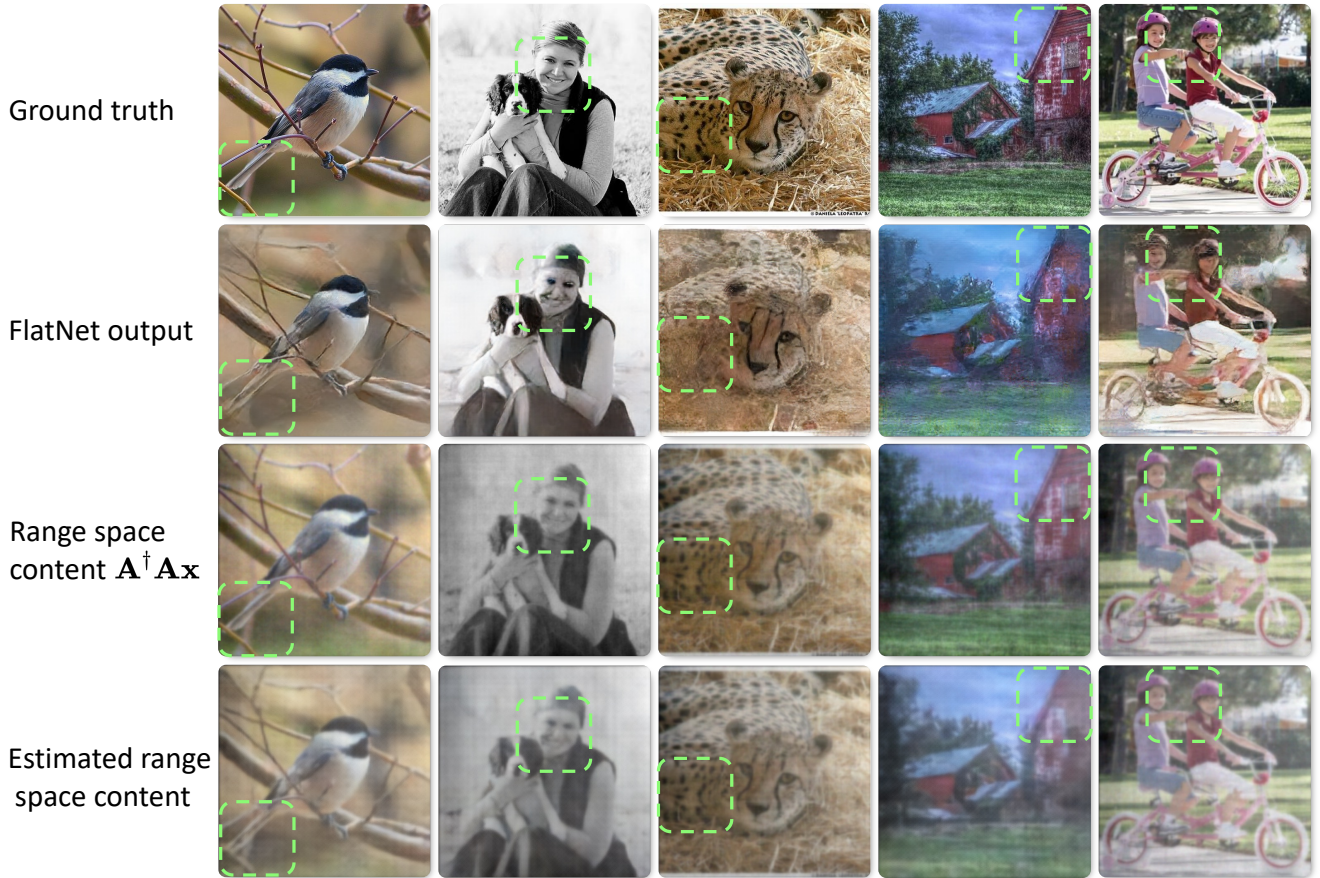 Ground truth
© DANIELA "LEOPATRA" S.
FlatNet output
Range space
content A†Ax
Estimated range
space content